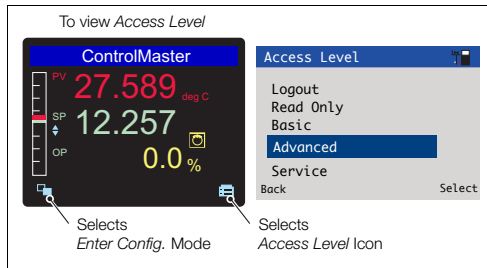 To view Access Level
ControlMaster
PV 27.589 deg C
SP 12.257
OP 0.0 %
Selects
Enter Config. Mode
Selects
Access Level Icon
Access Level
Logout
Read Only
Basic
Advanced
Service
Back Select